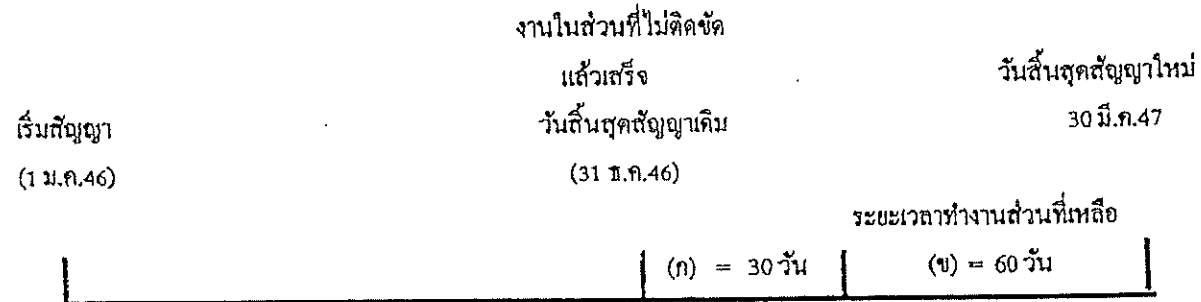 งานในส่วนที่ไม่ติดขัด
แล้วเสร็จ
วันสิ้นสุดสัญญาใหม่
เริ่มสัญญา
วันสิ้นสุดสัญญาเดิม
30 มี.ค.47
(1 ม.ค.46)
(31 ธ.ค.46)
ระยะเวลาทำงานส่วนที่เหลือ
(ก) = 30 วัน
(ข) = 60 วัน